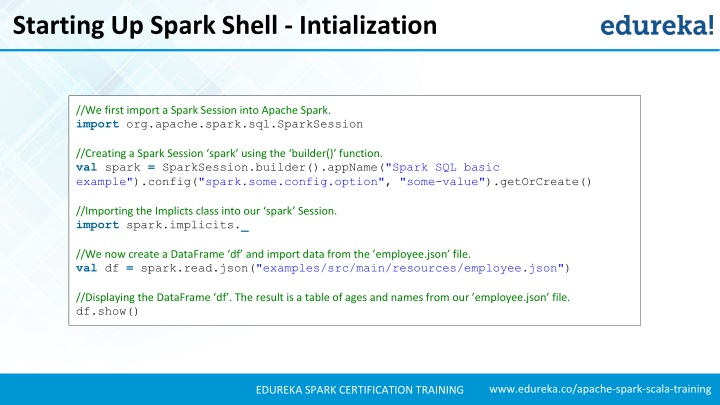 Starting Up Spark Shell - Intialization
edureka!
//We first import a Spark Session into Apache Spark.
import org.apache.spark.sql.SparkSession
//Creating a Spark Session ‘spark’ using the ‘builder()’ function.
val spark = SparkSession.builder().appName("Spark SQL basic
example").config("spark.some.config.option", "some-value").getOrCreate()
//Importing the Implicts class into our ‘spark’ Session.
import spark.implicits._
//We now create a DataFrame ‘df’ and import data from the ’employee.json’ file.
val df = spark.read.json("examples/src/main/resources/employee.json")
//Displaying the DataFrame ‘df’. The result is a table of ages and names from our ’employee.json’ file.
df.show()
EDUREKA SPARK CERTIFICATION TRAINING
www.edureka.co/apache-spark-scala-training